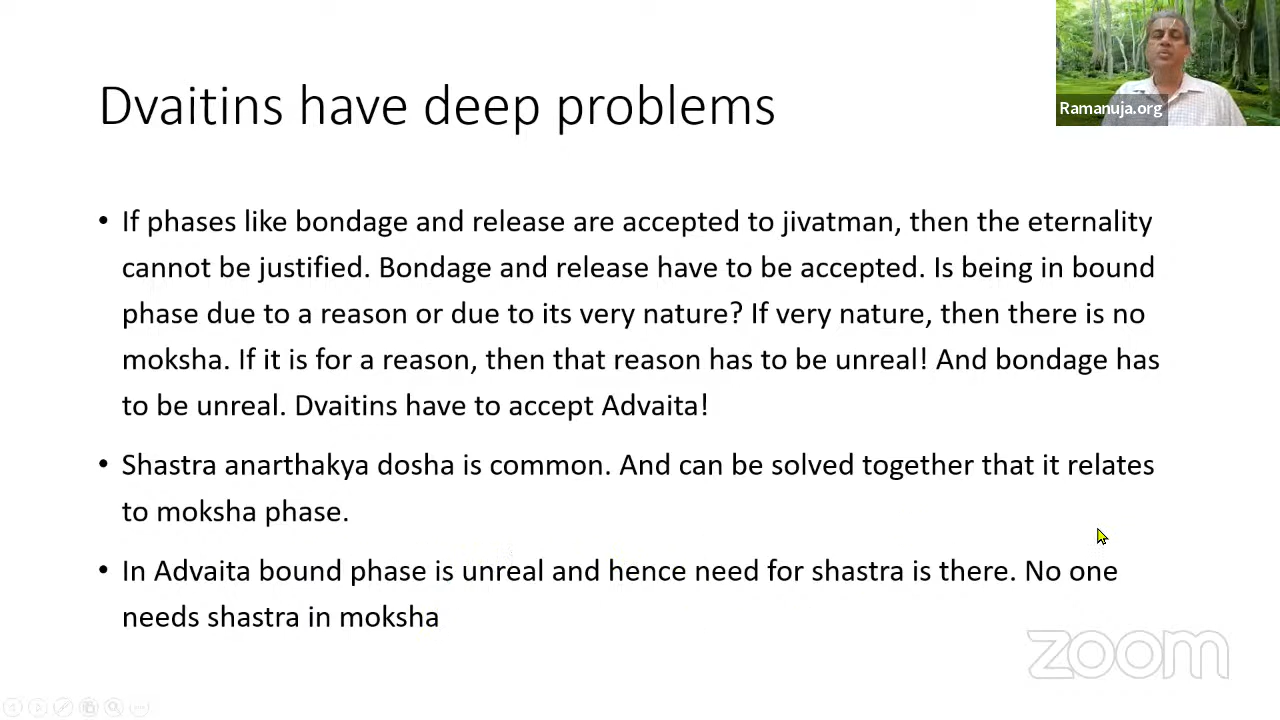 Ramanuja.org
Dvaitins have deep problems
• If phases like bondage and release are accepted to jivatman, then the eternality
cannot be justified. Bondage and release have to be accepted. Is being in bound
phase due to a reason or due to its very nature? If very nature, then there is no
moksha. If it is for a reason, then that reason has to be unreal! And bondage has
to be unreal. Dvaitins have to accept Advaita!
• Shastra anarthakya dosha is common. And can be solved together that it relates
to moksha phase.
• In Advaita bound phase is unreal and hence need for shastra is there. No one
needs shastra in moksha
zoom